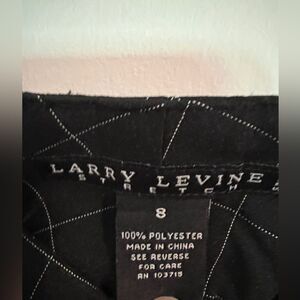 LARRY LEVINE
STRETCH
8
100% POLYESTER
MADE IN CHINA
SEE REVERSE
FOR CARE
RN 103715